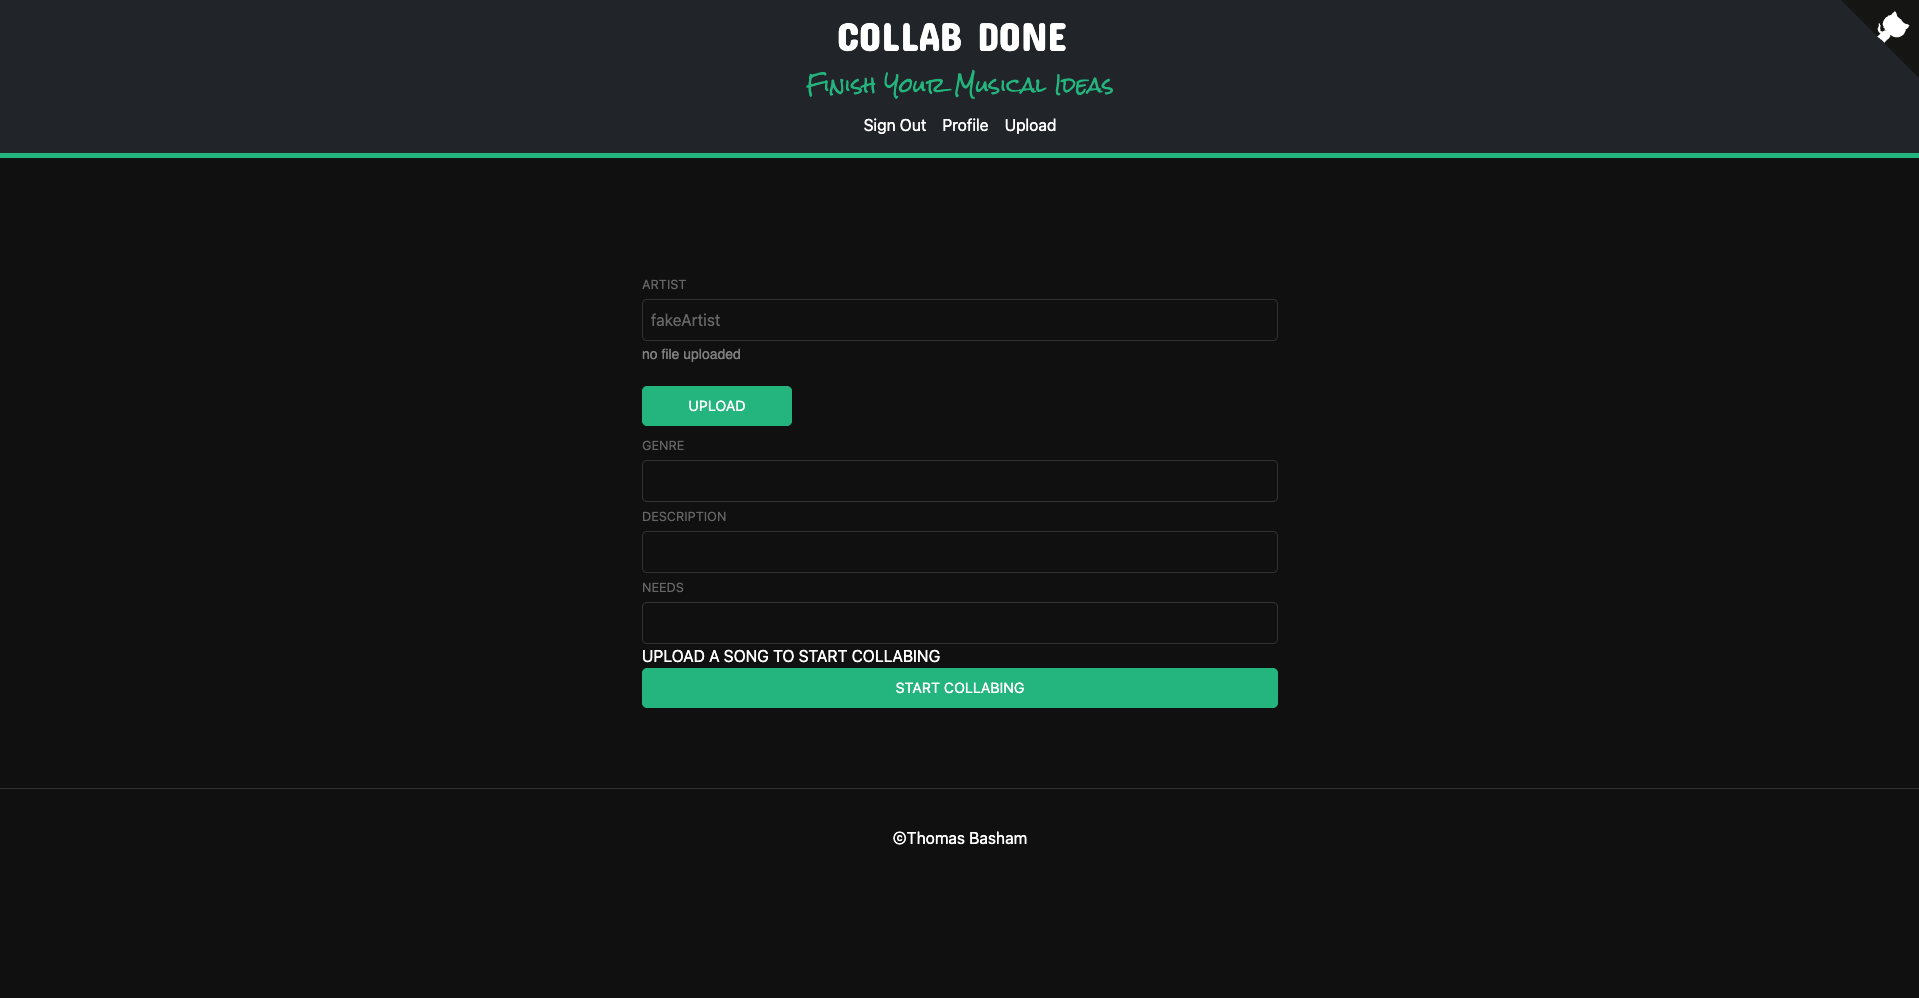 COLLAB DONE
Finish Your Musical Ideas
Sign Out Profile Upload
ARTIST
fakeArtist
no file uploaded
UPLOAD
GENRE
DESCRIPTION
NEEDS
UPLOAD A SONG TO START COLLABING
START COLLABING
©Thomas Basham